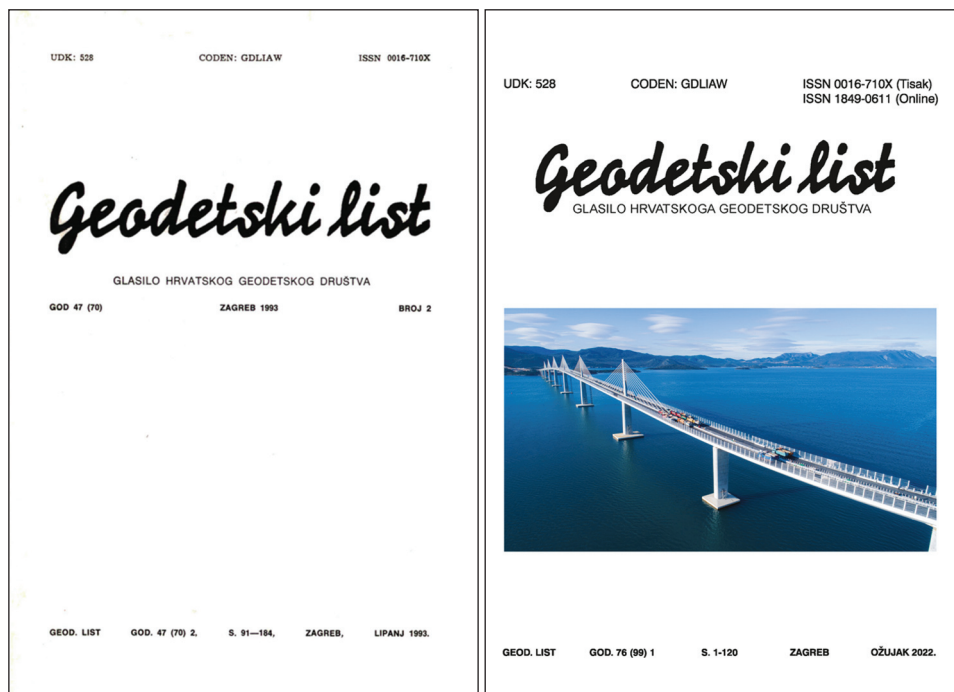 UDK: 528 CODEN: GDLIAW ISSN 0016-710X
Geodetski list
GLASILO HRVATSKOG GEODETSKOG DRUŠTVA
GOD 47 (70) ZAGREB 1993 BROJ 2
GEOD. LIST GOD. 47 (70) 2, S. 91—184, ZAGREB, LIPANJ 1993.
UDK: 528 CODEN: GDLIAW ISSN 0016-710X (Tisak)
ISSN 1849-0611 (Online)
Geodetski list
GLASILO HRVATSKOGA GEODETSKOG DRUŠTVA
GEOD. LIST GOD. 76 (99) 1 S. 1-120 ZAGREB OŽUJAK 2022.